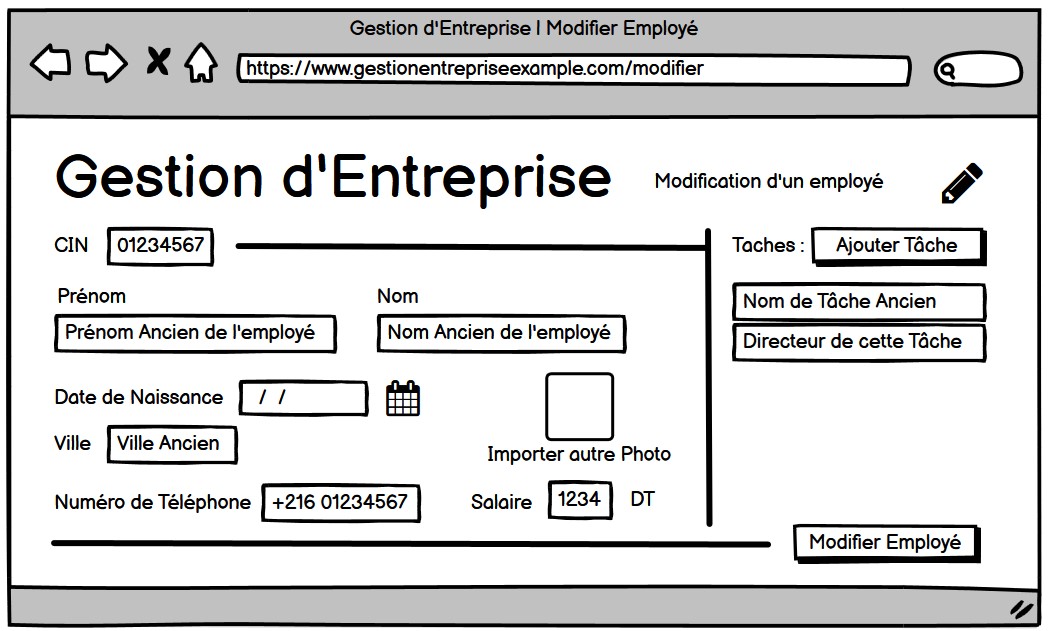 Gestion d'Entreprise | Modifier Employé
https://www.gestionentrepriseexample.com/modifier
Gestion d'Entreprise
Modification d'un employé
CIN 01234567
Taches : Ajouter Tâche
Prénom Nom
Prénom Ancien de l'employé Nom Ancien de l'employé
Nom de Tâche Ancien
Directeur de cette Tâche
Date de Naissance / /
Ville Ville Ancien
Importer autre Photo
Numéro de Téléphone +216 01234567
Salaire 1234 DT
Modifier Employé